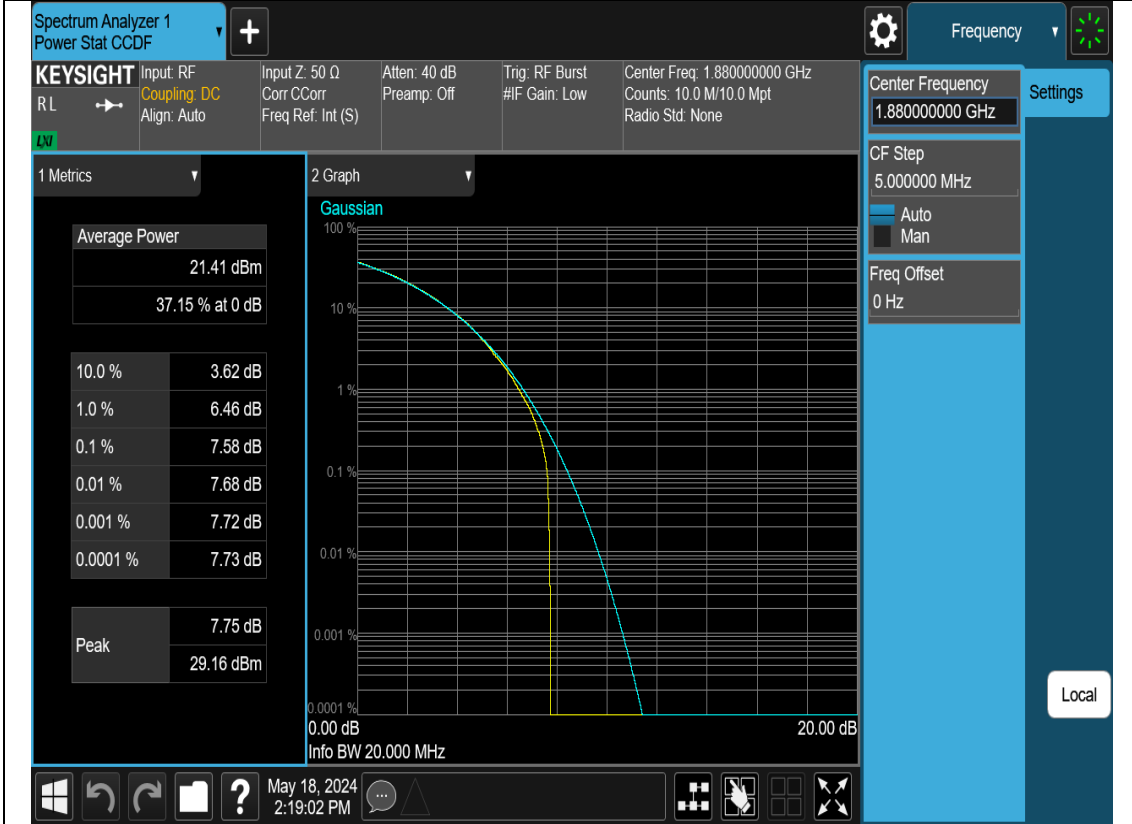 Spectrum Analyzer 1
Power Stat CCDF
Frequency
KEYSIGHT
RL
LXI
Input: RF
Coupling: DC
Align: Auto
Input Z: 50 Ω
Corr CCorr
Freq Ref: Int (S)
Atten: 40 dB
Preamp: Off
Trig: RF Burst
#IF Gain: Low
Center Freq: 1.880000000 GHz
Counts: 10.0 M/10.0 Mpt
Radio Std: None
Center Frequency
1.880000000 GHz
Settings
CF Step
5.000000 MHz
Auto
Man
Freq Offset
0 Hz
Local
1 Metrics
Average Power
21.41 dBm
37.15 % at 0 dB
10.0 % 3.62 dB
1.0 % 6.46 dB
0.1 % 7.58 dB
0.01 % 7.68 dB
0.001 % 7.72 dB
0.0001 % 7.73 dB
Peak
7.75 dB
29.16 dBm
2 Graph
Gaussian
100 %
10 %
1 %
0.1 %
0.01 %
0.001 %
0.0001 %
0.00 dB 20.00 dB
Info BW 20.000 MHz
?
May 18, 2024
2:19:02 PM